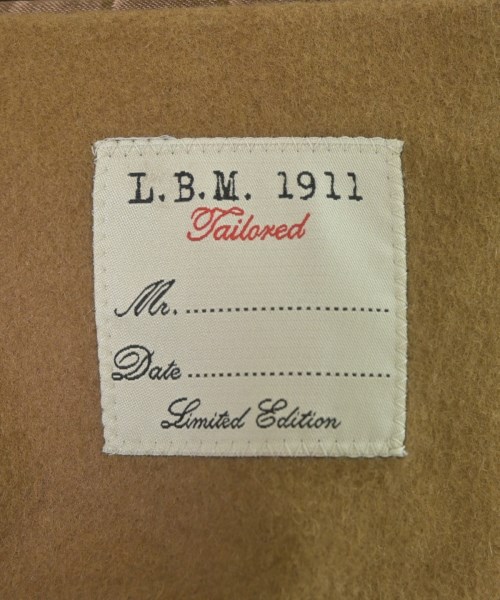 L.B.M. 1911
Tailored
Mr. ........................................
Date ........................................
Limited Edition